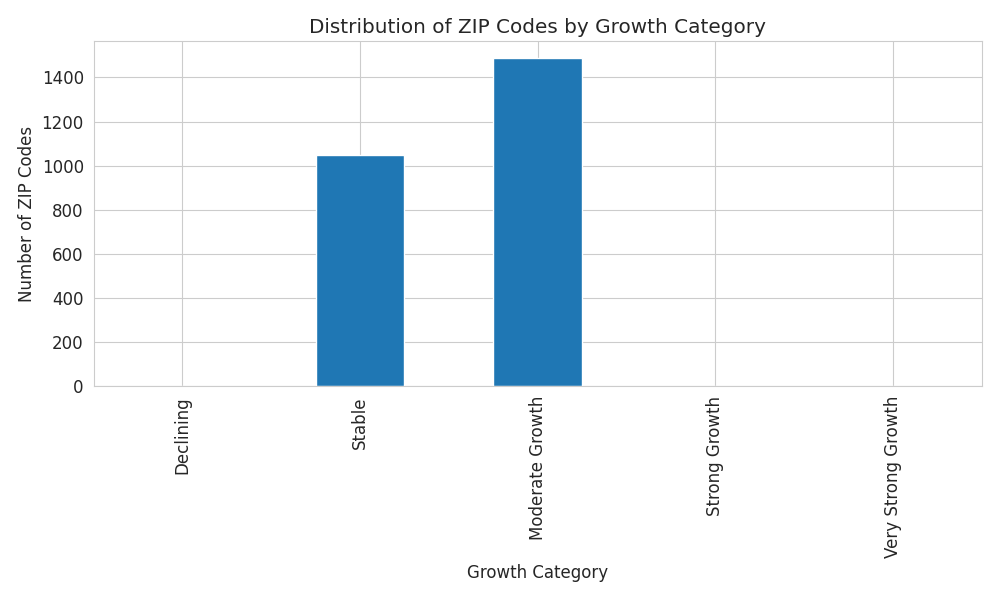 Distribution of ZIP Codes by Growth Category
Number of ZIP Codes
1400
1200
1000
800
600
400
200
0
Declining
Stable
Moderate Growth
Strong Growth
Very Strong Growth
Growth Category